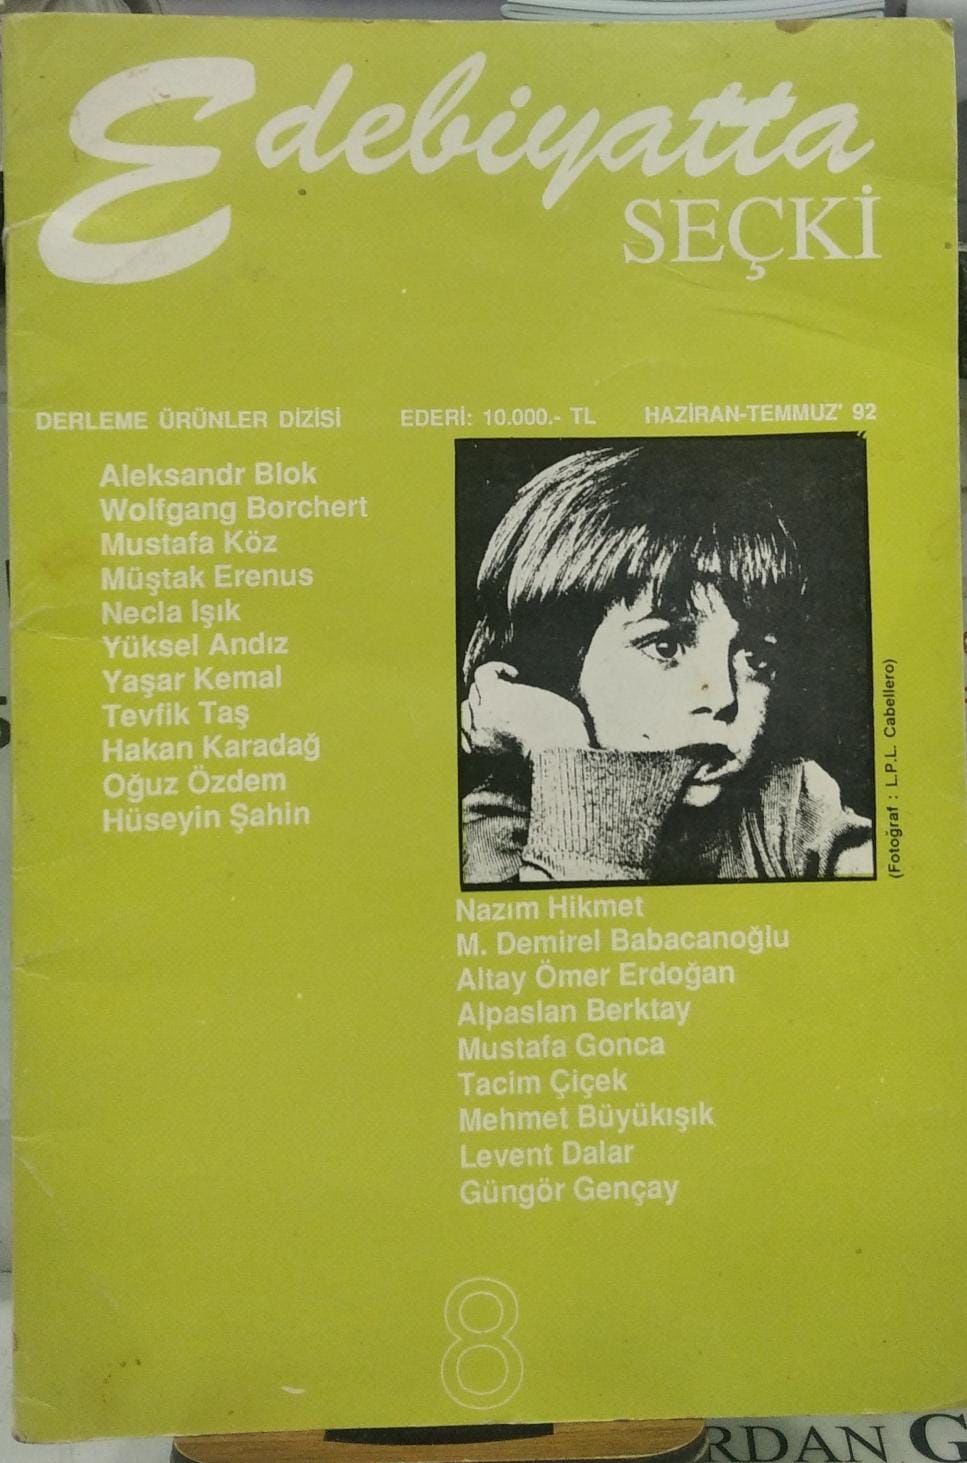 Edebiyatta
SEÇKİ
DERLEME ÜRÜNLER DİZİSİ EDERİ: 10.000.- TL HAZİRAN-TEMMUZ' 92
Aleksandr Blok
Wolfgang Borchert
Mustafa Köz
Müştak Erenus
Necla Işık
Yüksel Andız
Yaşar Kemal
Tevfik Taş
Hakan Karadağ
Oğuz Özdem
Hüseyin Şahin
(Fotoğraf : L.P.L. Cabellero)
Nazım Hikmet
M. Demirel Babacanoğlu
Altay Ömer Erdoğan
Alpaslan Berktay
Mustafa Gonca
Tacim Çiçek
Mehmet Büyükışık
Levent Dalar
Güngör Gençay
8
RDAN G